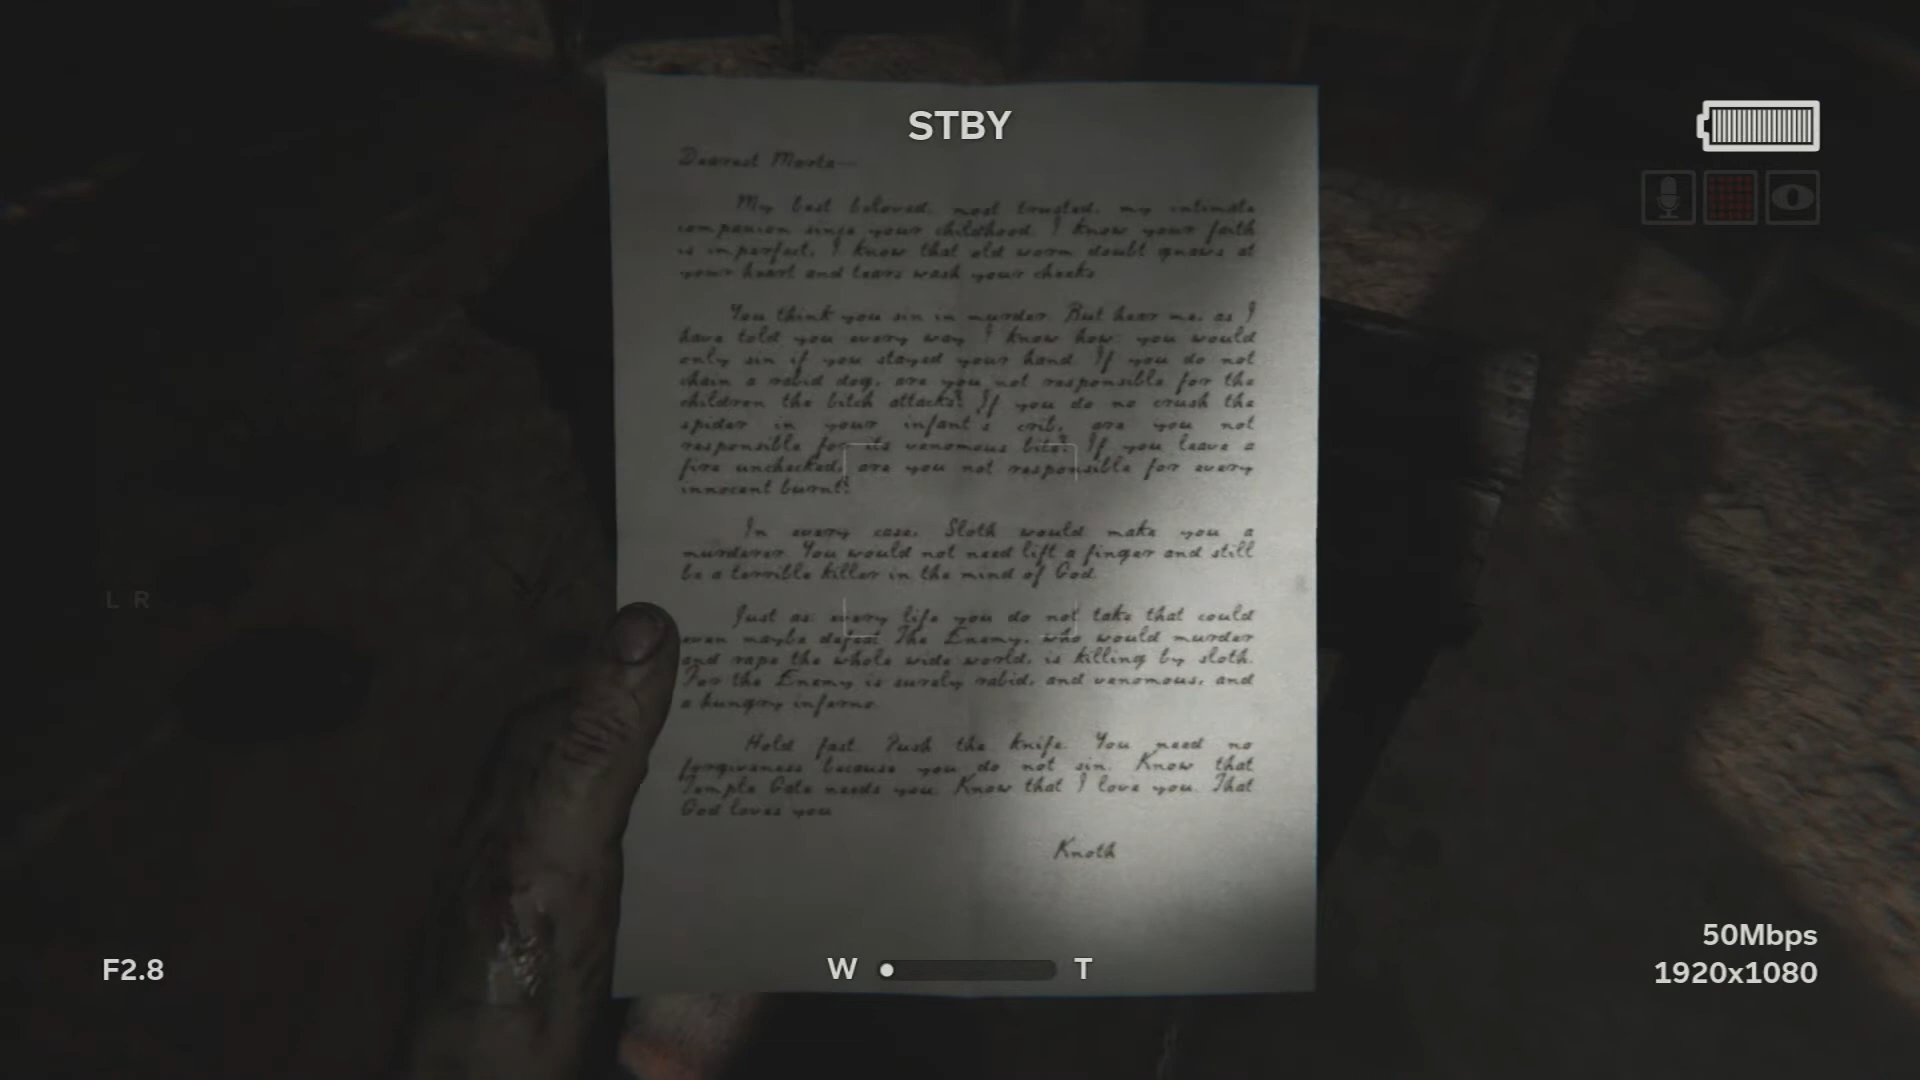 STBY
Dearest Marta—
My best beloved, most trusted, my intimate
companion since your childhood. I know your faith
is imperfect, I know that old worm doubt gnaws at
your heart and tears wash your cheeks
You think you sin in murder. But hear me, as I
have told you every way I know how: you would
only sin if you stayed your hand. If you do not
chain a rabid dog, are you not responsible for the
children the bitch attacks? If you do no crush the
spider in your infant's crib, are you not
responsible for its venomous bite? If you leave a
fire unchecked, are you not responsible for every
innocent burnt?
In every case, Sloth would make you a
murderer. You would not need lift a finger and still
be a terrible killer in the mind of God.
Just as every life you do not take that could
even maybe defeat The Enemy, who would murder
and rape the whole wide world, is killing by sloth.
For the Enemy is surely rabid, and venomous, and
a hungry inferno.
Hold fast. Push the knife. You need no
forgiveness because you do not sin. Know that
Temple Gate needs you. Know that I love you. That
God loves you
Knoth
L R
F2.8
W T
50Mbps
1920x1080